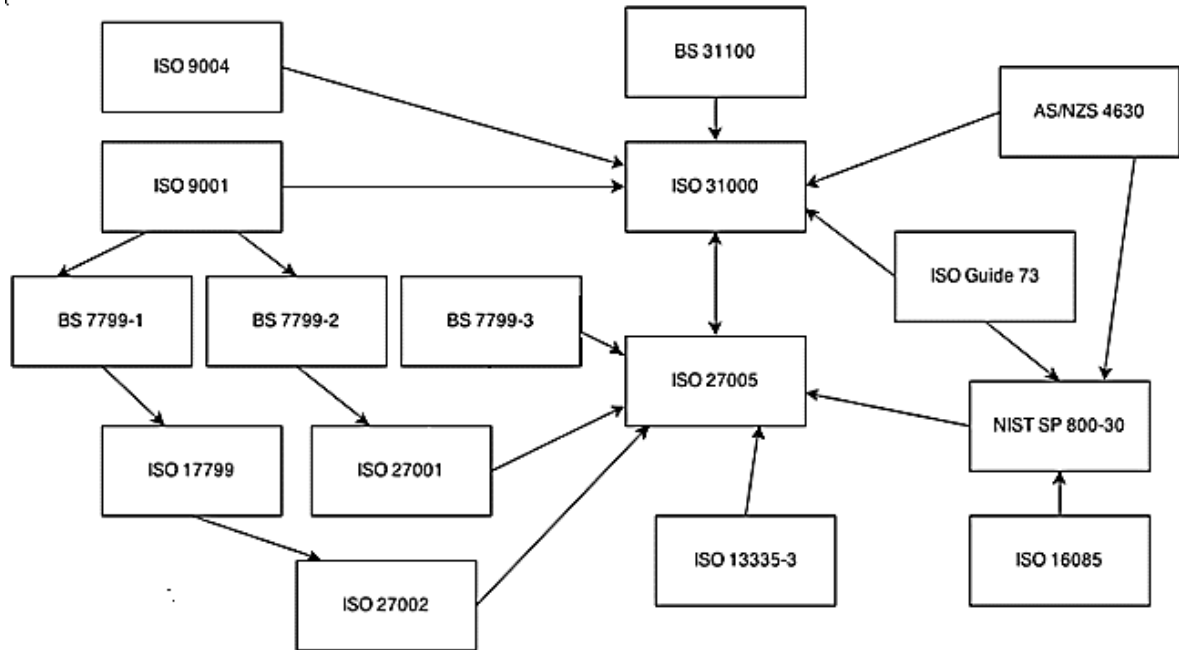 ISO 9004
BS 31100
AS/NZS 4630
ISO 9001
ISO 31000
ISO Guide 73
BS 7799-1
BS 7799-2
BS 7799-3
ISO 27005
NIST SP 800-30
ISO 17799
ISO 27001
ISO 13335-3
ISO 16085
ISO 27002